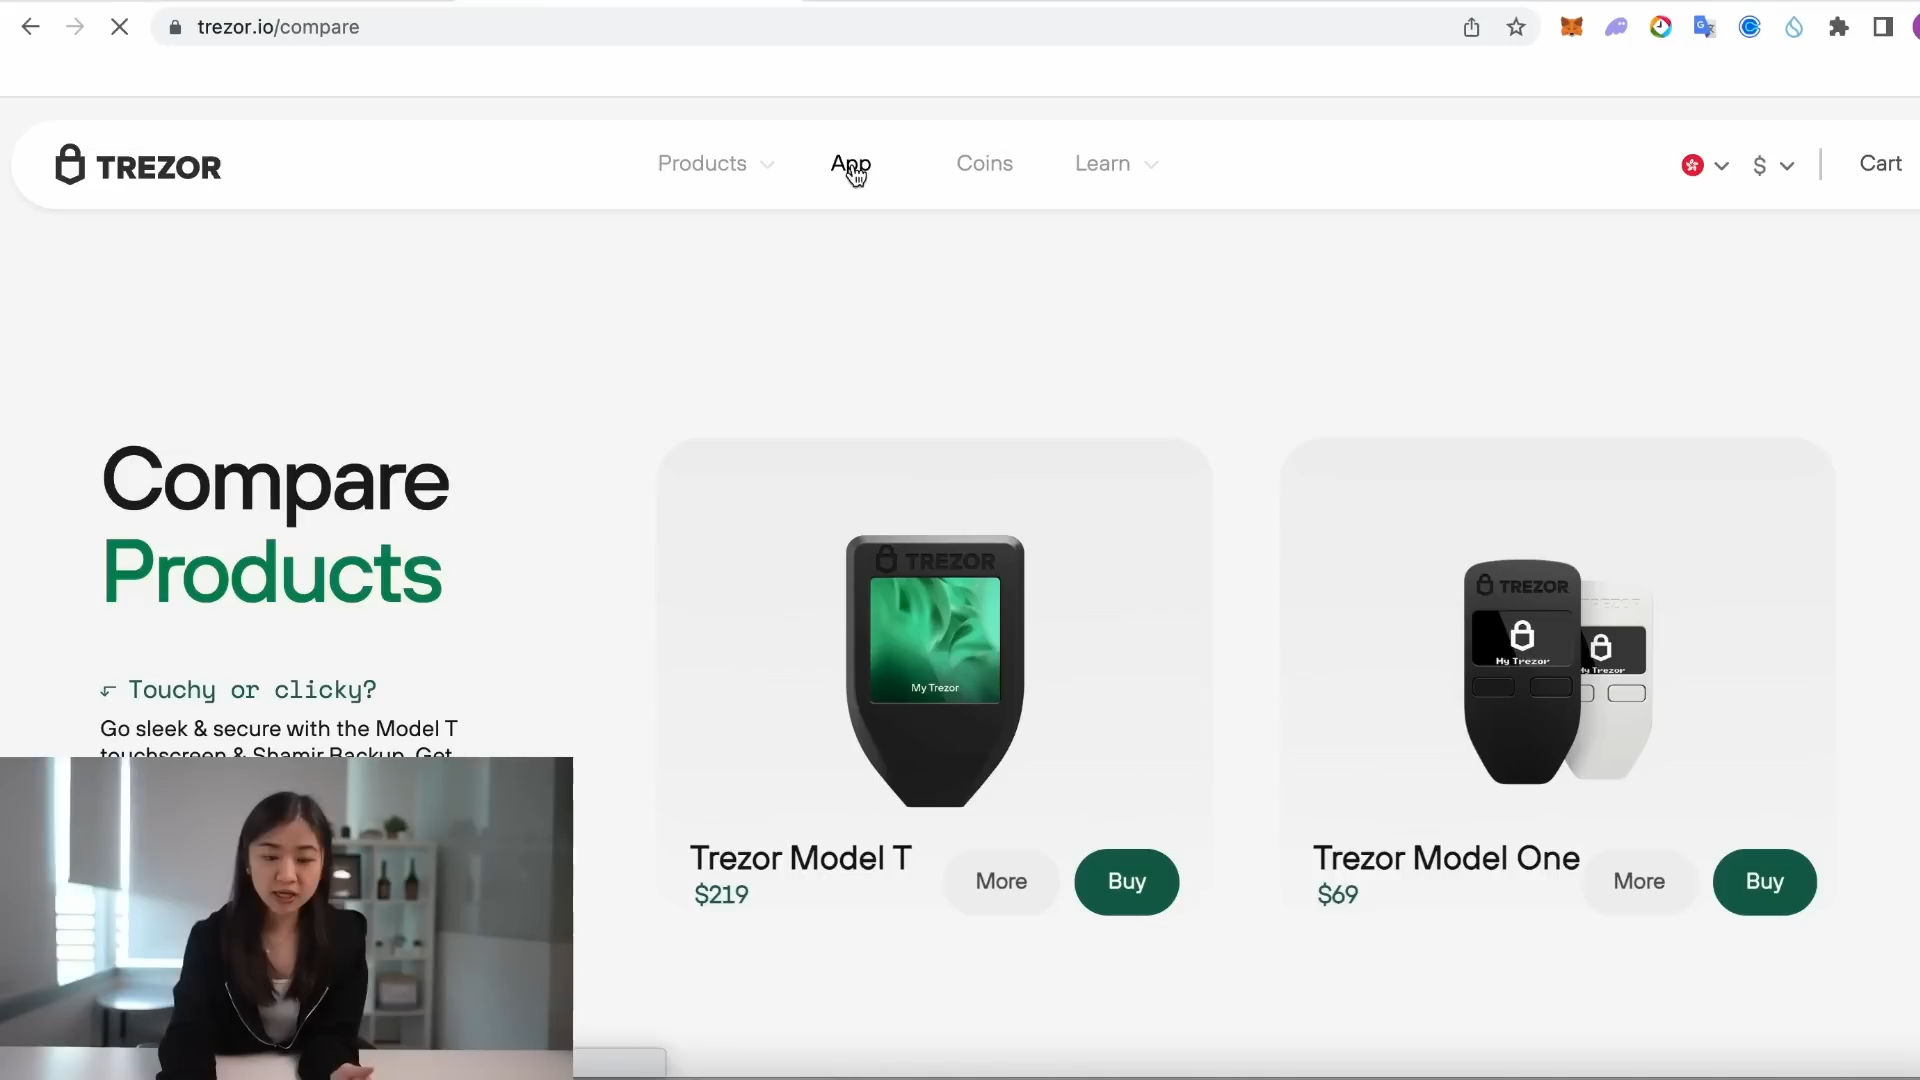 trezor.io/compare
TREZOR
Products
App
Coins
Learn
$
Cart
Compare
Products
Touchy or clicky?
Go sleek & secure with the Model T
touchscreen & Shamir Backup. Get
TREZOR
My Trezor
Trezor Model T
$219
More
Buy
TREZOR
My Trezor
TREZOR
My Trezor
Trezor Model One
$69
More
Buy